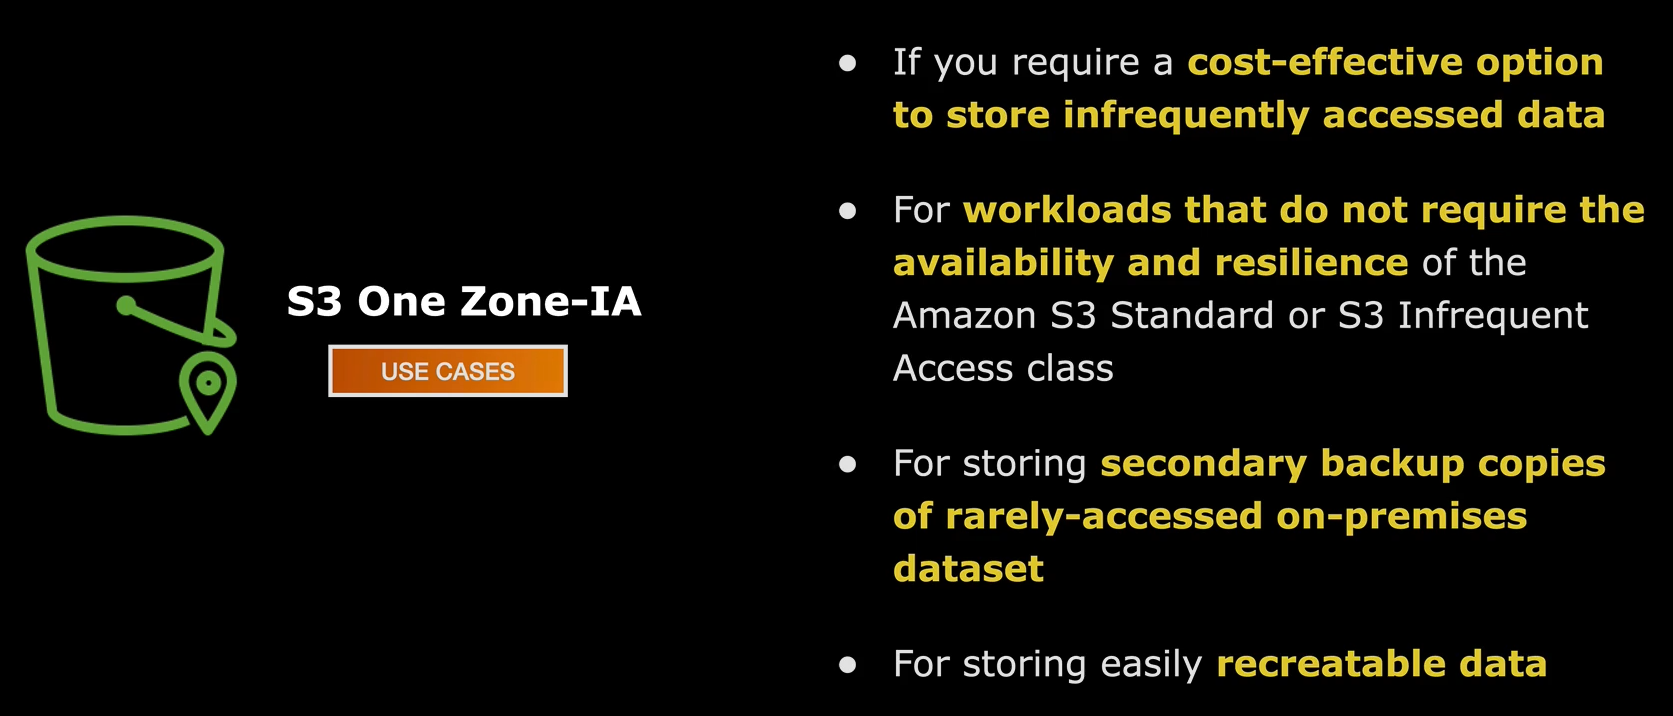 S3 One Zone-IA
USE CASES
● If you require a cost-effective option
to store infrequently accessed data
● For workloads that do not require the
availability and resilience of the
Amazon S3 Standard or S3 Infrequent
Access class
● For storing secondary backup copies
of rarely-accessed on-premises
dataset
● For storing easily recreatable data